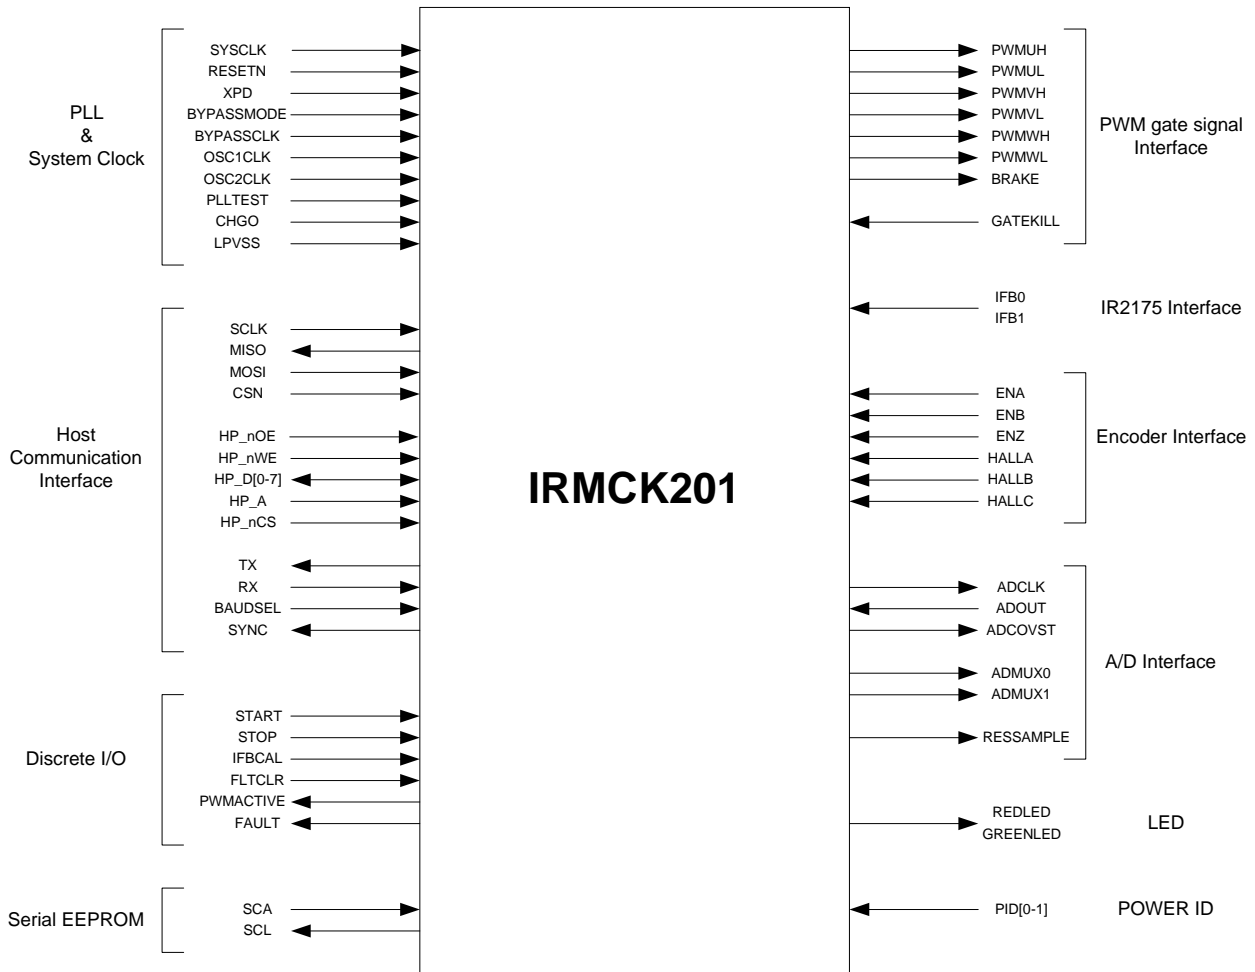 PLL
&
System Clock
SYSCLK
RESETN
XPD
BYPASSMODE
BYPASSCLK
OSC1CLK
OSC2CLK
PLLTEST
CHGO
LPVSS
Host
Communication
Interface
SCLK
MISO
MOSI
CSN
HP_nOE
HP_nWE
HP_D[0-7]
HP_A
HP_nCS
TX
RX
BAUDSEL
SYNC
Discrete I/O
START
STOP
IFBCAL
FLTCLR
PWMACTIVE
FAULT
Serial EEPROM
SCA
SCL
IRMCK201
PWMUH
PWMUL
PWMVH
PWMVL
PWMWH
PWMWL
BRAKE
GATEKILL
PWM gate signal
Interface
IFB0
IFB1
IR2175 Interface
ENA
ENB
ENZ
HALLA
HALLB
HALLC
Encoder Interface
ADCLK
ADOUT
ADCOVST
ADMUX0
ADMUX1
RESSAMPLE
A/D Interface
REDLED
GREENLED
LED
PID[0-1]
POWER ID